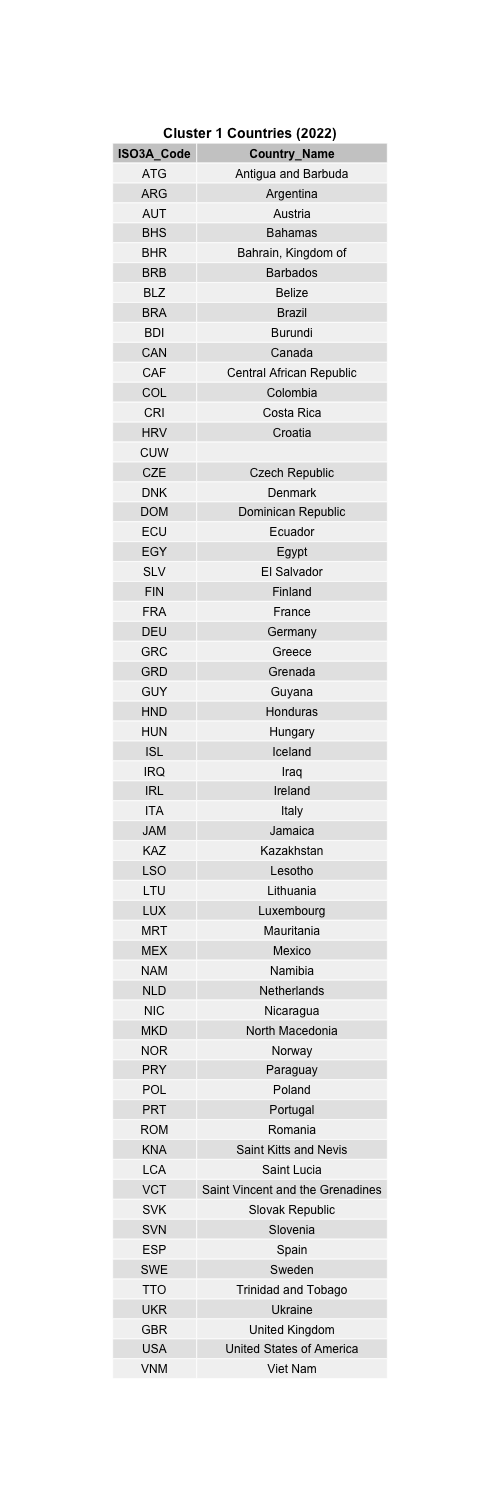 Cluster 1 Countries (2022)
ISO3A_Code Country_Name
ATG Antigua and Barbuda
ARG Argentina
AUT Austria
BHS Bahamas
BHR Bahrain, Kingdom of
BRB Barbados
BLZ Belize
BRA Brazil
BDI Burundi
CAN Canada
CAF Central African Republic
COL Colombia
CRI Costa Rica
HRV Croatia
CUW
CZE Czech Republic
DNK Denmark
DOM Dominican Republic
ECU Ecuador
EGY Egypt
SLV El Salvador
FIN Finland
FRA France
DEU Germany
GRC Greece
GRD Grenada
GUY Guyana
HND Honduras
HUN Hungary
ISL Iceland
IRQ Iraq
IRL Ireland
ITA Italy
JAM Jamaica
KAZ Kazakhstan
LSO Lesotho
LTU Lithuania
LUX Luxembourg
MRT Mauritania
MEX Mexico
NAM Namibia
NLD Netherlands
NIC Nicaragua
MKD North Macedonia
NOR Norway
PRY Paraguay
POL Poland
PRT Portugal
ROM Romania
KNA Saint Kitts and Nevis
LCA Saint Lucia
VCT Saint Vincent and the Grenadines
SVK Slovak Republic
SVN Slovenia
ESP Spain
SWE Sweden
TTO Trinidad and Tobago
UKR Ukraine
GBR United Kingdom
USA United States of America
VNM Viet Nam